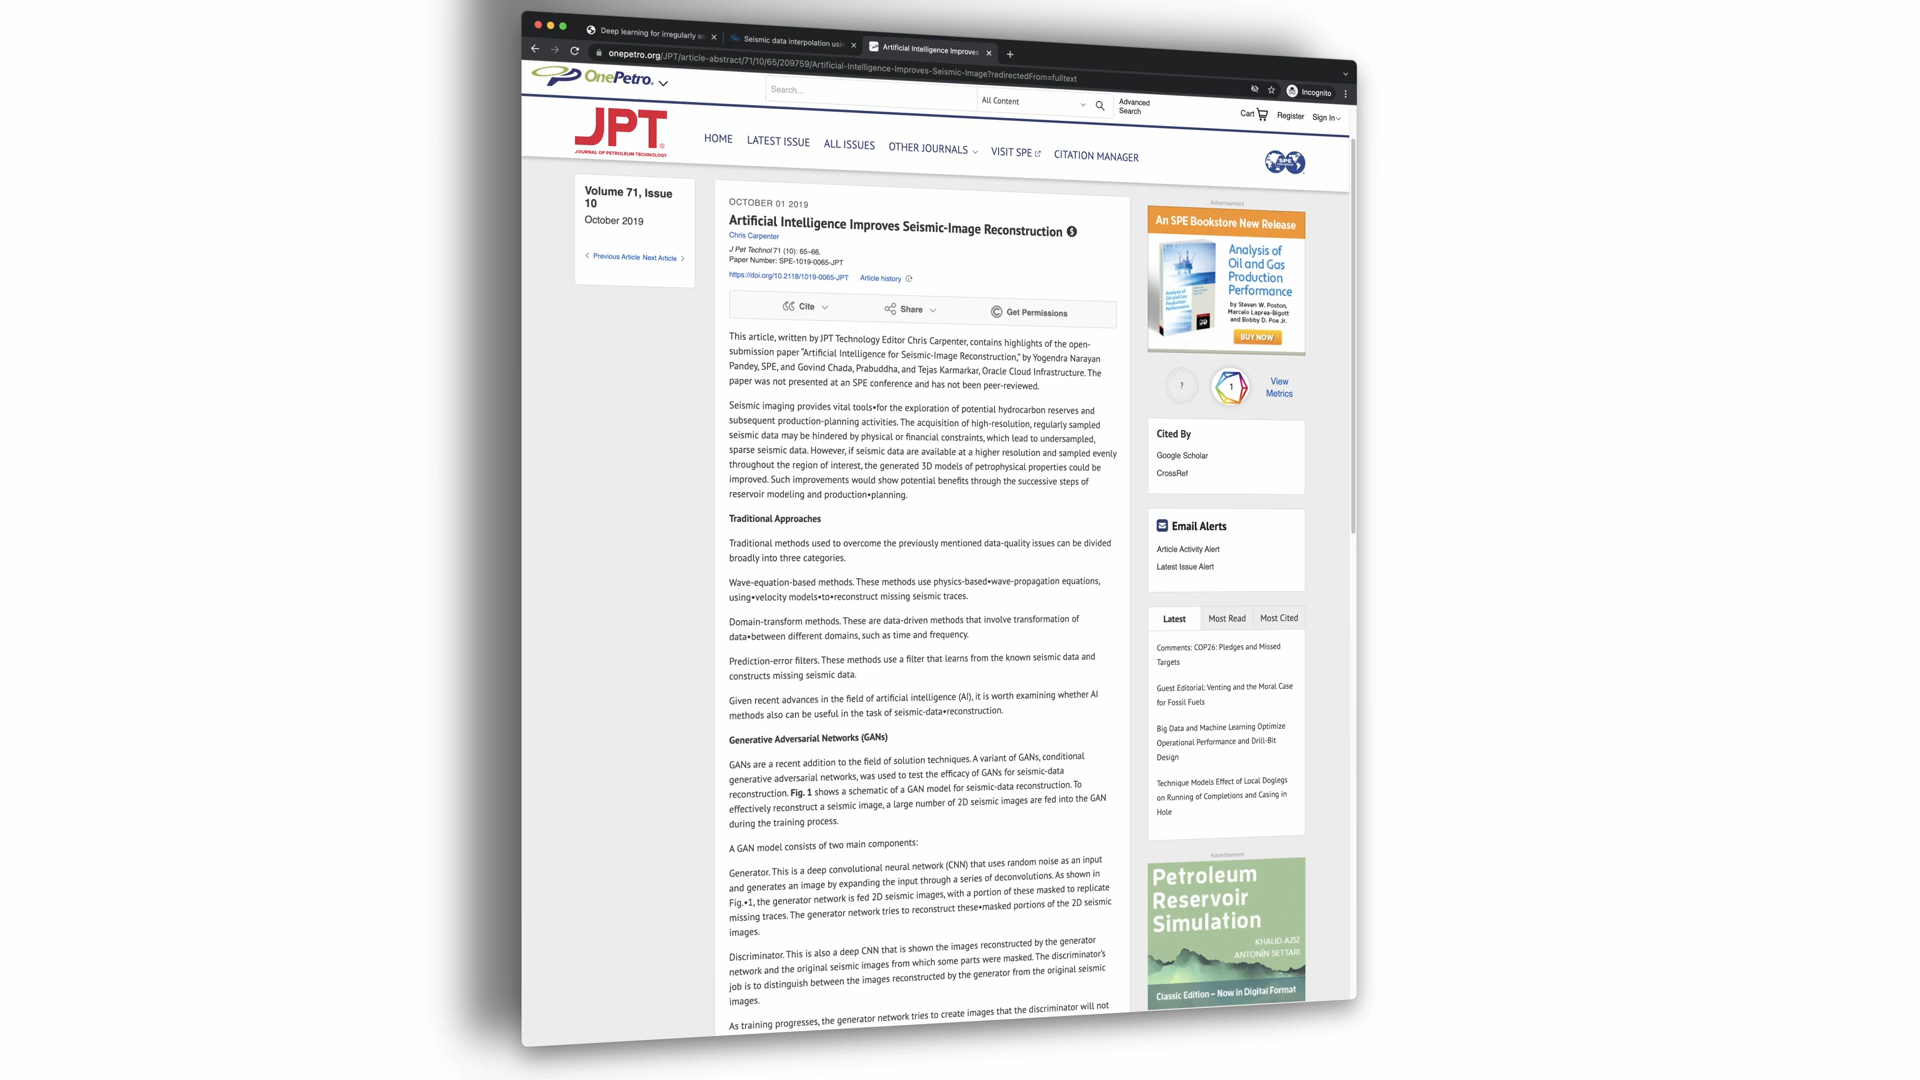 Deep learning for irregularly a
Seismic data interpolation usi
Artificial Intelligence Improves
onepetro.org/JPT/article-abstract/71/10/65/209759/Artificial-Intelligence-Improves-Seismic-Image?redirectedFrom=fulltext
Incognito
OnePetro
Search...
All Content
Advanced
Search
Cart
Register
Sign In
JPT
JOURNAL OF PETROLEUM TECHNOLOGY
HOME
LATEST ISSUE
ALL ISSUES
OTHER JOURNALS
VISIT SPE
CITATION MANAGER
SPE
Volume 71, Issue
10
October 2019
Previous Article Next Article
OCTOBER 01 2019
Artificial Intelligence Improves Seismic-Image Reconstruction
Chris Carpenter
J Pet Technol 71 (10): 65–66.
Paper Number: SPE-1019-0065-JPT
https://doi.org/10.2118/1019-0065-JPT Article history
Cite
Share
Get Permissions
This article, written by JPT Technology Editor Chris Carpenter, contains highlights of the open-
submission paper "Artificial Intelligence for Seismic-Image Reconstruction," by Yogendra Narayan
Pandey, SPE, and Govind Chada, Prabuddha, and Tejas Karmarkar, Oracle Cloud Infrastructure. The
paper was not presented at an SPE conference and has not been peer-reviewed.
Seismic imaging provides vital tools•for the exploration of potential hydrocarbon reserves and
subsequent production-planning activities. The acquisition of high-resolution, regularly sampled
seismic data may be hindered by physical or financial constraints, which lead to undersampled,
sparse seismic data. However, if seismic data are available at a higher resolution and sampled evenly
throughout the region of interest, the generated 3D models of petrophysical properties could be
improved. Such improvements would show potential benefits through the successive steps of
reservoir modeling and production•planning.
Traditional Approaches
Traditional methods used to overcome the previously mentioned data-quality issues can be divided
broadly into three categories.
Wave-equation-based methods. These methods use physics-based•wave-propagation equations,
using•velocity models•to•reconstruct missing seismic traces.
Domain-transform methods. These are data-driven methods that involve transformation of
data•between different domains, such as time and frequency.
Prediction-error filters. These methods use a filter that learns from the known seismic data and
constructs missing seismic data.
Given recent advances in the field of artificial intelligence (AI), it is worth examining whether AI
methods also can be useful in the task of seismic-data•reconstruction.
Generative Adversarial Networks (GANs)
GANs are a recent addition to the field of solution techniques. A variant of GANs, conditional
generative adversarial networks, was used to test the efficacy of GANs for seismic-data
reconstruction. Fig. 1 shows a schematic of a GAN model for seismic-data reconstruction. To
effectively reconstruct a seismic image, a large number of 2D seismic images are fed into the GAN
during the training process.
A GAN model consists of two main components:
Generator. This is a deep convolutional neural network (CNN) that uses random noise as an input
and generates an image by expanding the input through a series of deconvolutions. As shown in
Fig.•1, the generator network is fed 2D seismic images, with a portion of these masked to replicate
missing traces. The generator network tries to reconstruct these•masked portions of the 2D seismic
images.
Discriminator. This is also a deep CNN that is shown the images reconstructed by the generator
network and the original seismic images from which some parts were masked. The discriminator's
job is to distinguish between the images reconstructed by the generator from the original seismic
images.
As training progresses, the generator network tries to create images that the discriminator will not
Advertisement
An SPE Bookstore New Release
Analysis of
Oil and Gas
Production
Performance
by Steven W. Poston,
Marcelo Laprea-Bigott
and Bobby D. Poe Jr.
BUY NOW
?
1
View
Metrics
Cited By
Google Scholar
CrossRef
Email Alerts
Article Activity Alert
Latest Issue Alert
Latest
Most Read
Most Cited
Comments: COP26: Pledges and Missed
Targets
Guest Editorial: Venting and the Moral Case
for Fossil Fuels
Big Data and Machine Learning Optimize
Operational Performance and Drill-Bit
Design
Technique Models Effect of Local Doglegs
on Running of Completions and Casing in
Hole
Advertisement
Petroleum
Reservoir
Simulation
KHALID AZIZ
ANTONÍN SETTARI
Classic Edition – Now in Digital Format